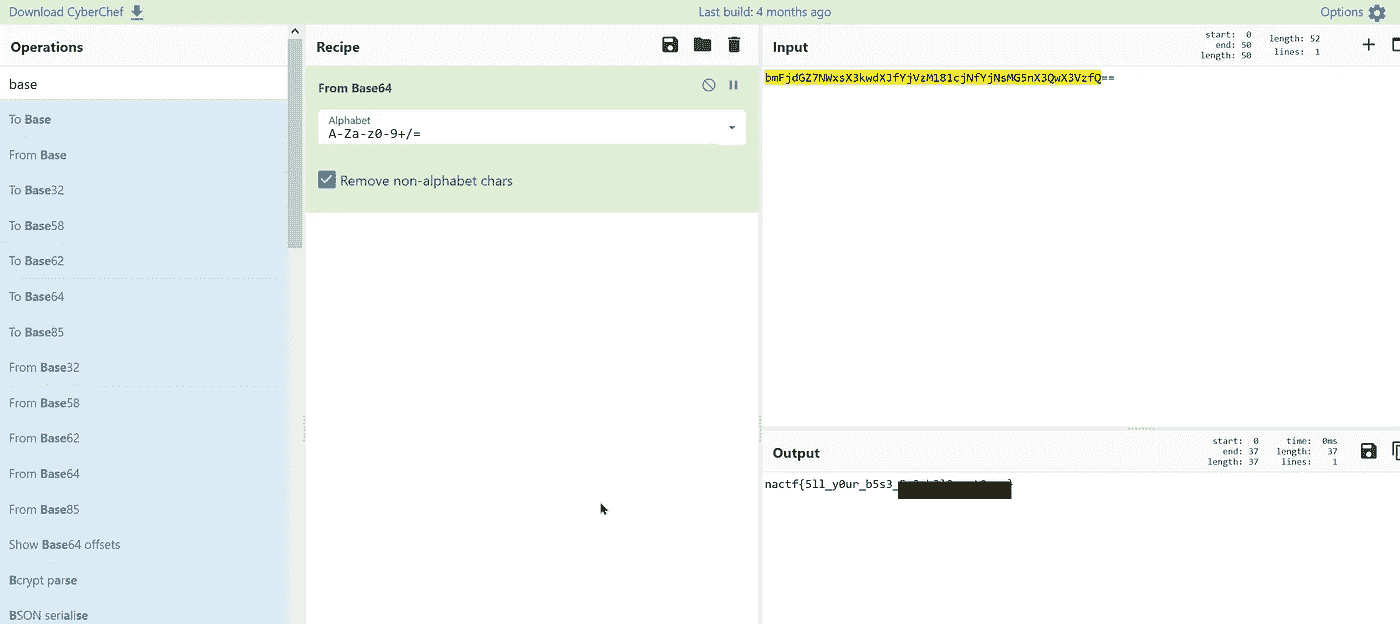 Download CyberChef
Last build: 4 months ago
Options
Operations
base
To Base
From Base
To Base32
To Base58
To Base62
To Base64
To Base85
From Base32
From Base58
From Base62
From Base64
From Base85
Show Base64 offsets
Bcrypt parse
BSON serialise
Recipe
From Base64
Alphabet
A-Za-z0-9+/=
Remove non-alphabet chars
Input
start: 0
end: 50
length: 50
length: 52
lines: 1
bmFjdGZ7NWxsX3kwdXJfYjVzM181cjNfYjNsMG5nX3QwX3VzfQ==
Output
start: 0
end: 37
length: 37
time: 0ms
length: 37
lines: 1
nactf{5ll_y0ur_b5s3_